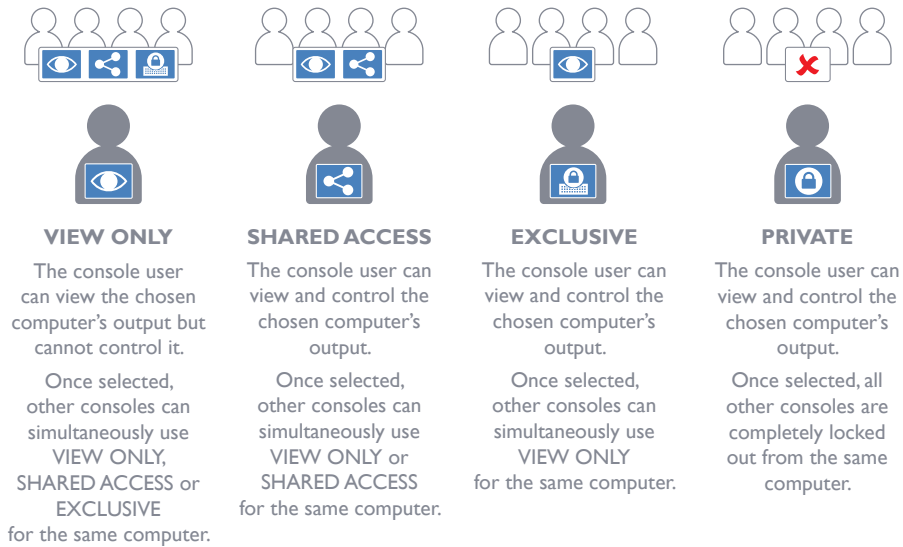 VIEW ONLY
The console user
can view the chosen
computer's output but
cannot control it.
Once selected,
other consoles can
simultaneously use
VIEW ONLY,
SHARED ACCESS or
EXCLUSIVE
for the same computer.
SHARED ACCESS
The console user can
view and control the
chosen computer's
output.
Once selected,
other consoles can
simultaneously use
VIEW ONLY or
SHARED ACCESS
for the same computer.
EXCLUSIVE
The console user can
view and control the
chosen computer's
output.
Once selected,
other consoles can
simultaneously use
VIEW ONLY
for the same computer.
PRIVATE
The console user can
view and control the
chosen computer's
output.
Once selected, all
other consoles are
completely locked
out from the same
computer.